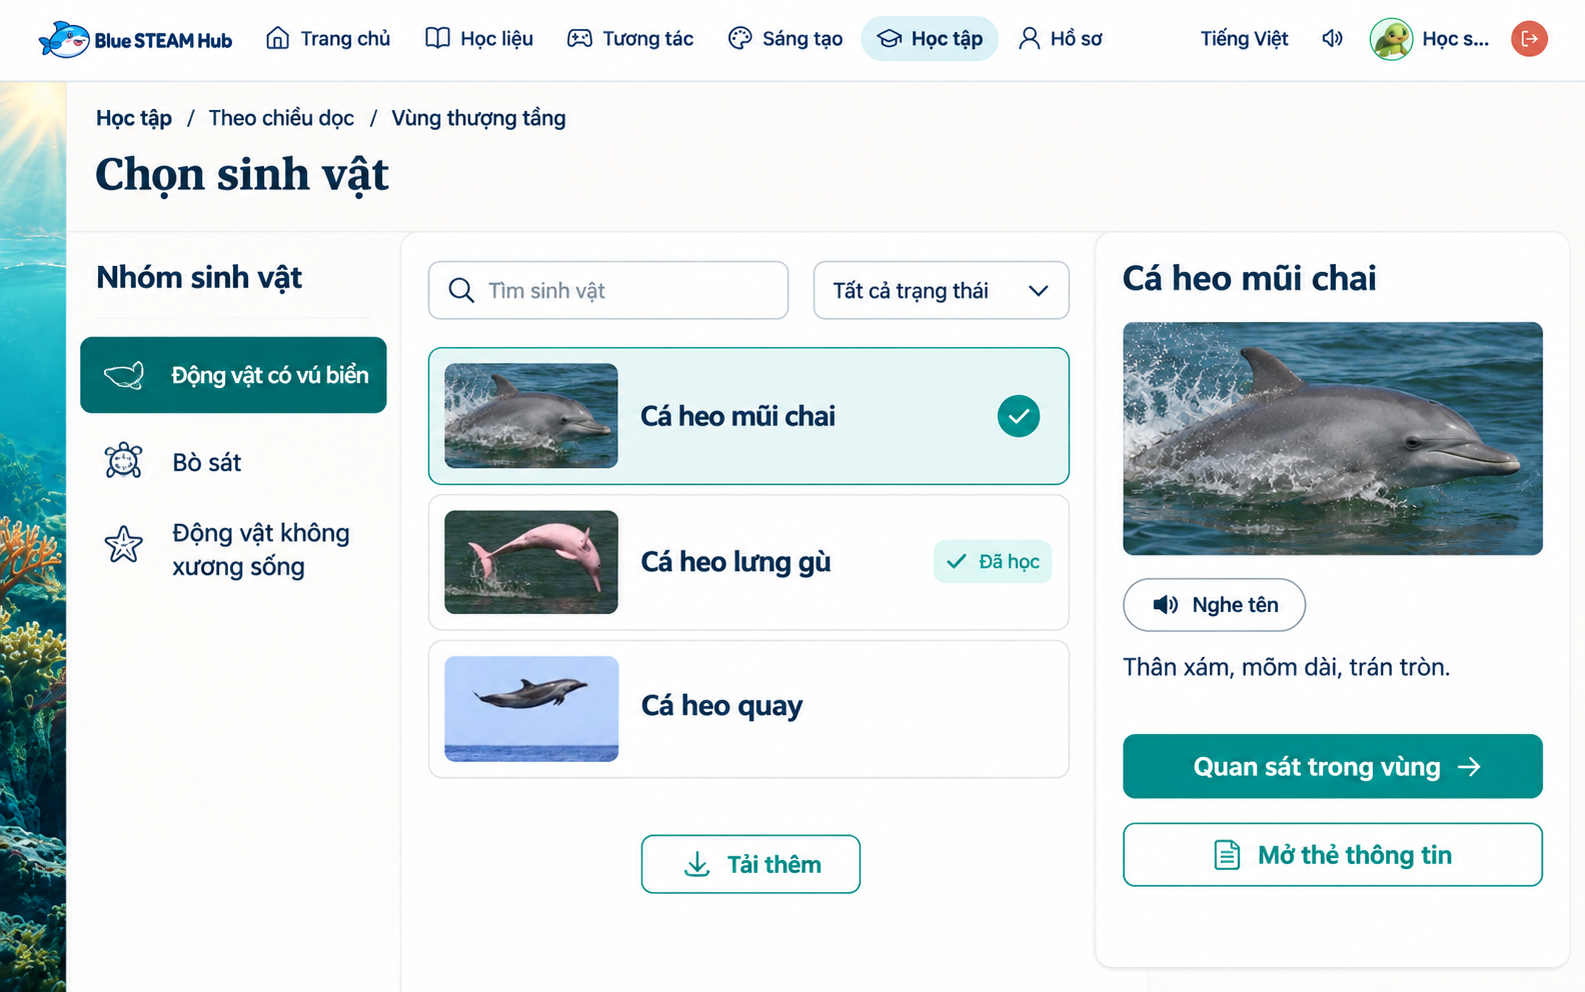 Blue STEAM Hub Trang chủ Học liệu Tương tác Sáng tạo Học tập Hồ sơ Tiếng Việt Học s...
Học tập / Theo chiều dọc / Vùng thượng tầng
Chọn sinh vật
Nhóm sinh vật
Động vật có vú biển
Bò sát
Động vật không
xương sống
Tìm sinh vật
Tất cả trạng thái
Cá heo mũi chai
Cá heo lưng gù
Đã học
Cá heo quay
Tải thêm
Cá heo mũi chai
Nghe tên
Thân xám, mõm dài, trán tròn.
Quan sát trong vùng →
Mở thẻ thông tin